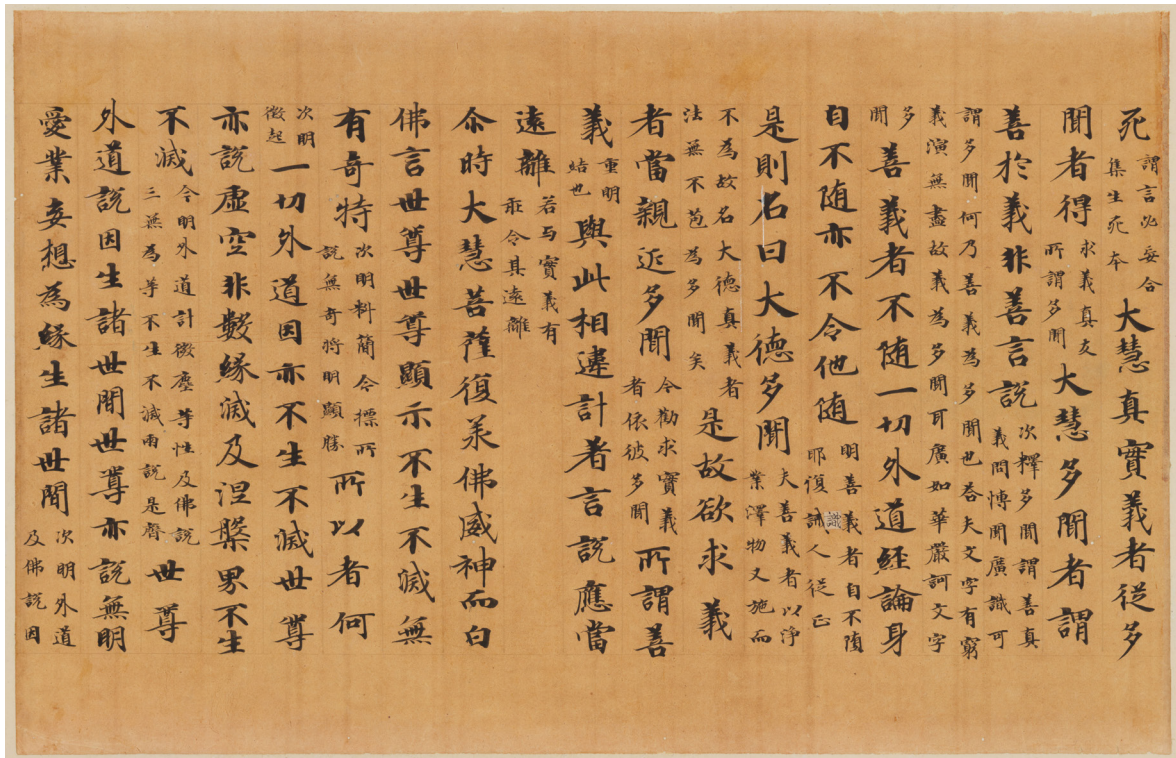 死謂言必妄合
集生死本大慧真實義者從多
聞者得求義真友
所謂多聞大慧多聞者謂
善於義非善言說次釋多聞謂善真
義問愽聞廣識可
謂多聞何乃善義為多聞也荅夫文字有窮
義演無盡故義為多聞耳廣如華嚴訶文字
多
聞善義者不随一切外道經論身
自不随亦不令他随明善義者自不随
耶復誡人從正
是則名曰大德多聞夫善義者以浄
業澤物又施而
不為故名大德真義者
法無不苞為多聞矣是故欲求義
者當親近多聞今勸求實義
者依彼多聞所謂善
義重明
結也與此相違計著言說應當
遠離若与實義有
乖令其遠離
尒時大慧菩薩復承佛威神而白
佛言世尊世尊顯示不生不滅無
有奇特次明料簡今標所
說無奇将明顯勝所以者何
次明
徴起一切外道因亦不生不滅世尊
亦說虛空非數緣滅及涅槃界不生
不滅今明外道計微塵等性及佛說
三無為等不生不滅兩說是齊世尊
外道說因生諸世間世尊亦說無明
愛業妄想為緣生諸世間次明外道
及佛說因